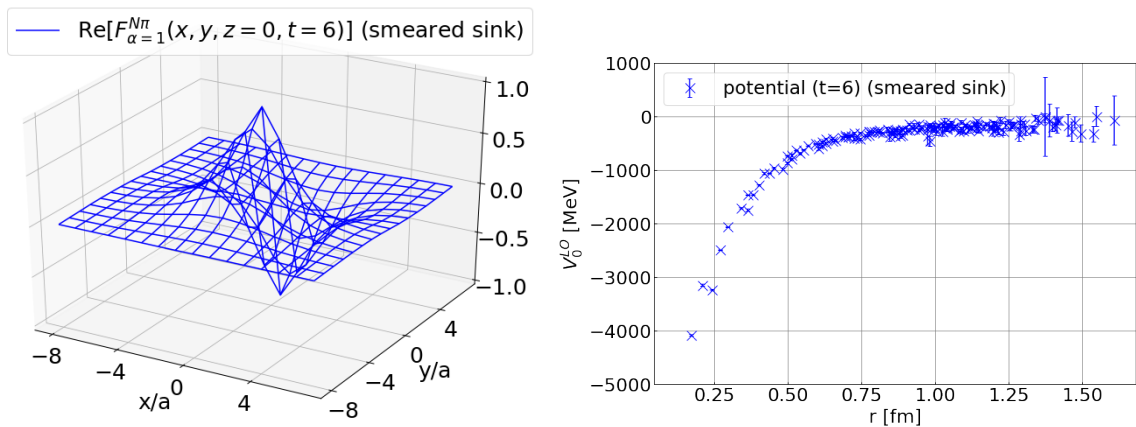 Re[F^{Nπ}_{α=1}(x, y, z = 0, t = 6)] (smeared sink)
1.0
0.5
0.0
−0.5
−1.0
−8
−4
0
4
x/a
−8
−4
0
4
y/a
1000
0
−1000
−2000
−3000
−4000
−5000
V_0^{LO} [MeV]
potential (t=6) (smeared sink)
0.25 0.50 0.75 1.00 1.25 1.50
r [fm]